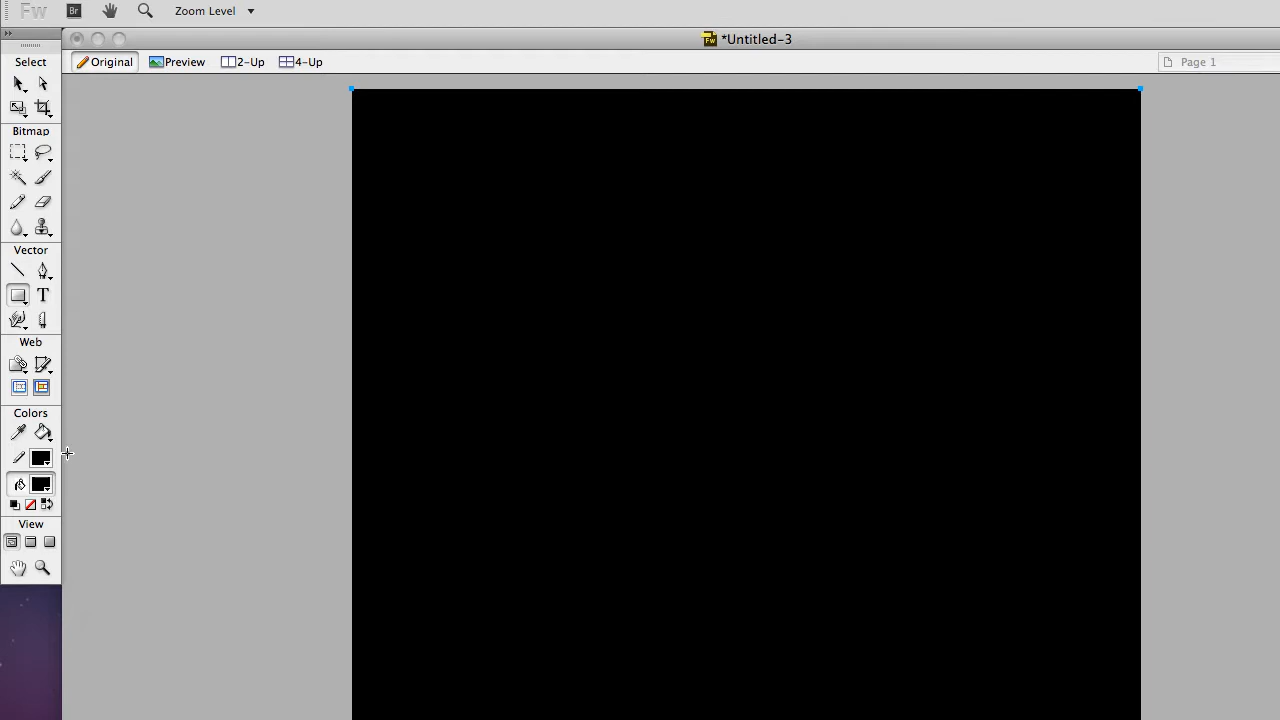 Fw Br Zoom Level
*Untitled-3
Original Preview 2-Up 4-Up Page 1
Select
Bitmap
Vector
T
Web
Colors
View